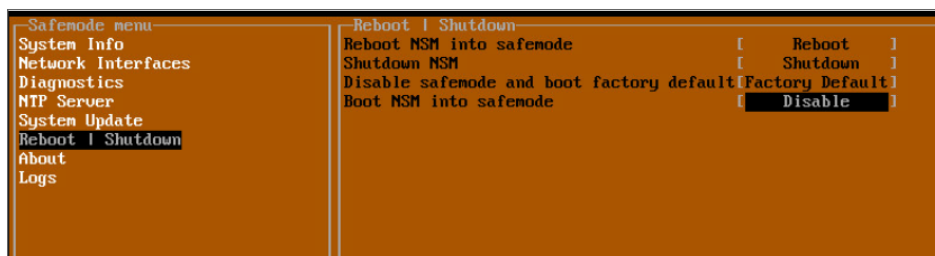 Safemode menu
System Info
Network Interfaces
Diagnostics
NTP Server
System Update
Reboot | Shutdown
About
Logs
Reboot | Shutdown
Reboot NSM into safemode [ Reboot ]
Shutdown NSM [ Shutdown ]
Disable safemode and boot factory default[Factory Default]
Boot NSM into safemode [ Disable ]